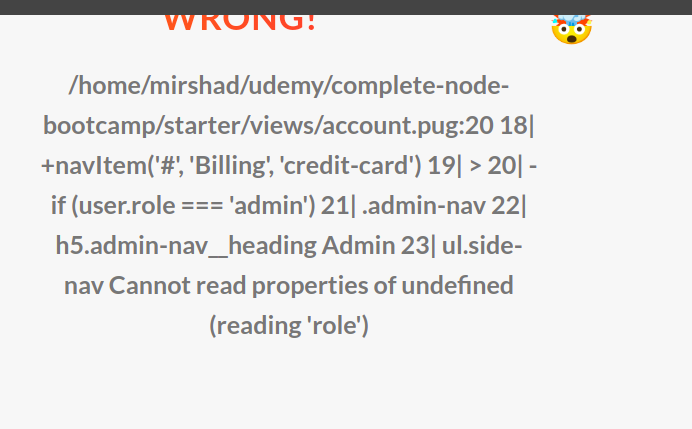 WRONG!
/home/mirshad/udemy/complete-node-
bootcamp/starter/views/account.pug:20 18|
+navItem('#', 'Billing', 'credit-card') 19| > 20| -
if (user.role === 'admin') 21| .admin-nav 22|
h5.admin-nav__heading Admin 23| ul.side-
nav Cannot read properties of undefined
(reading 'role')